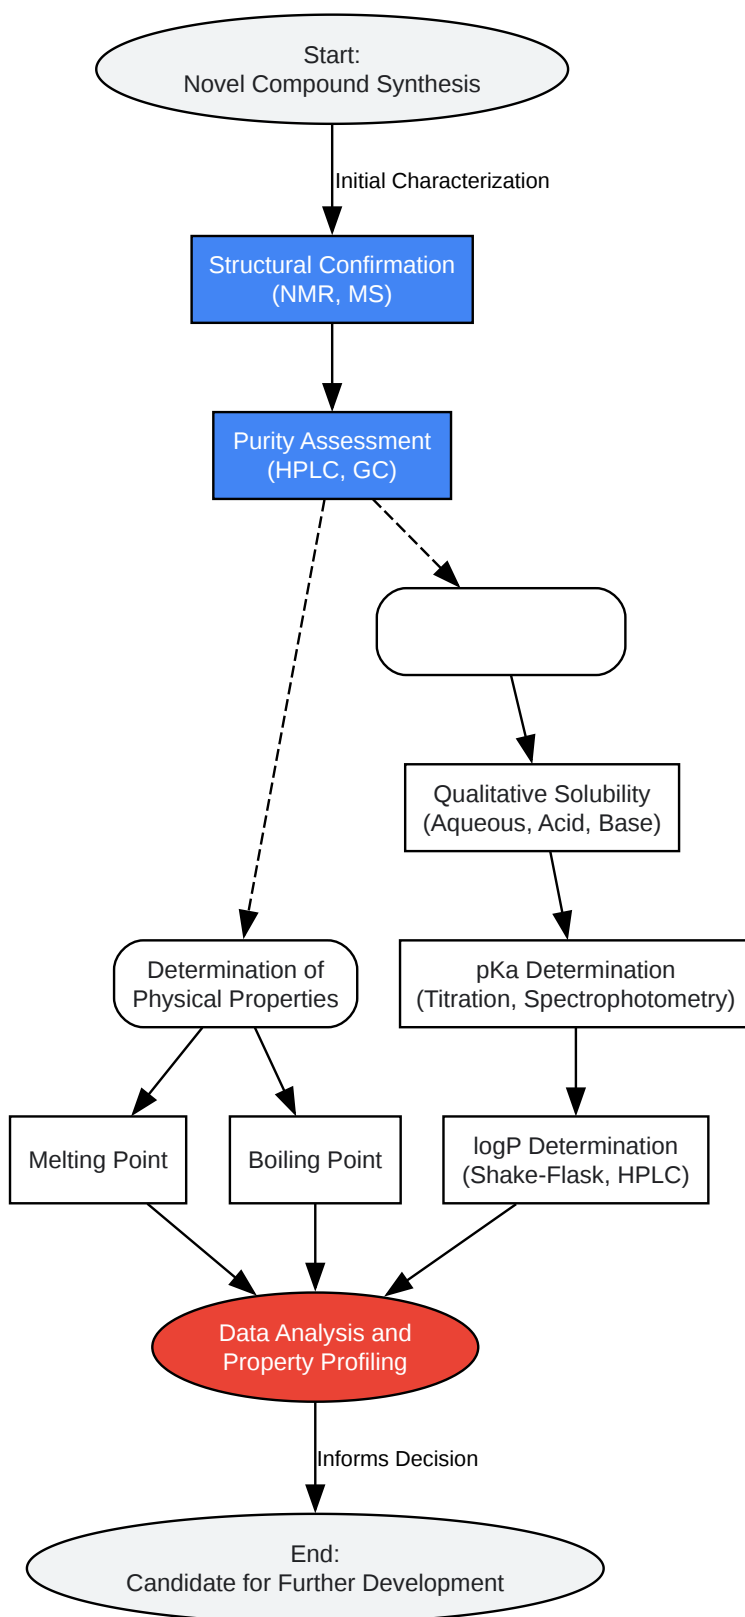 Start:
Novel Compound Synthesis
Initial Characterization
Structural Confirmation
(NMR, MS)
Purity Assessment
(HPLC, GC)
Qualitative Solubility
(Aqueous, Acid, Base)
Determination of
Physical Properties
pKa Determination
(Titration, Spectrophotometry)
Melting Point
Boiling Point
logP Determination
(Shake-Flask, HPLC)
Data Analysis and
Property Profiling
Informs Decision
End:
Candidate for Further Development